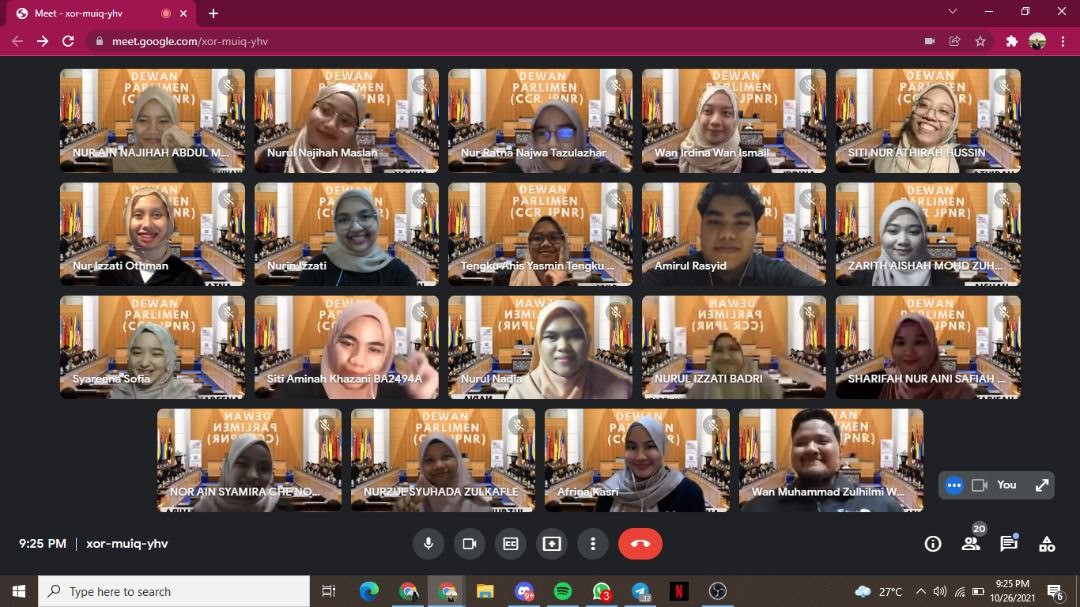 Meet - xor-muiq-yhv
meet.google.com/xor-muiq-yhv
DEWAN PARLIMEN (CCR JPNR)
NUR AIN NAJIHAH ABDUL M...
Nurul Najihah Maslan
Nur Ratna Najwa Tazulazhar
Wan Irdina Wan Ismail
SITI NUR ATHIRAH HUSSIN
Nur Izzati Othman
Nurin Izzati
Tengku Anis Yasmin Tengku ...
Amirul Rasyid
ZARITH AISHAH MOHD ZUH...
Syareena Sofia
Siti Aminah Khazani BA2494A
Nurul Nadia
NURUL IZZATI BADRI
SHARIFAH NUR AINI SAFIAH ...
NOR AIN SYAMIRA CHE NO...
NURZUL SYUHADA ZULKAFLE
Afrina Kasri
Wan Muhammad Zulhilmi W...
You
9:25 PM | xor-muiq-yhv
20
Type here to search
27°C
9:25 PM
10/26/2021